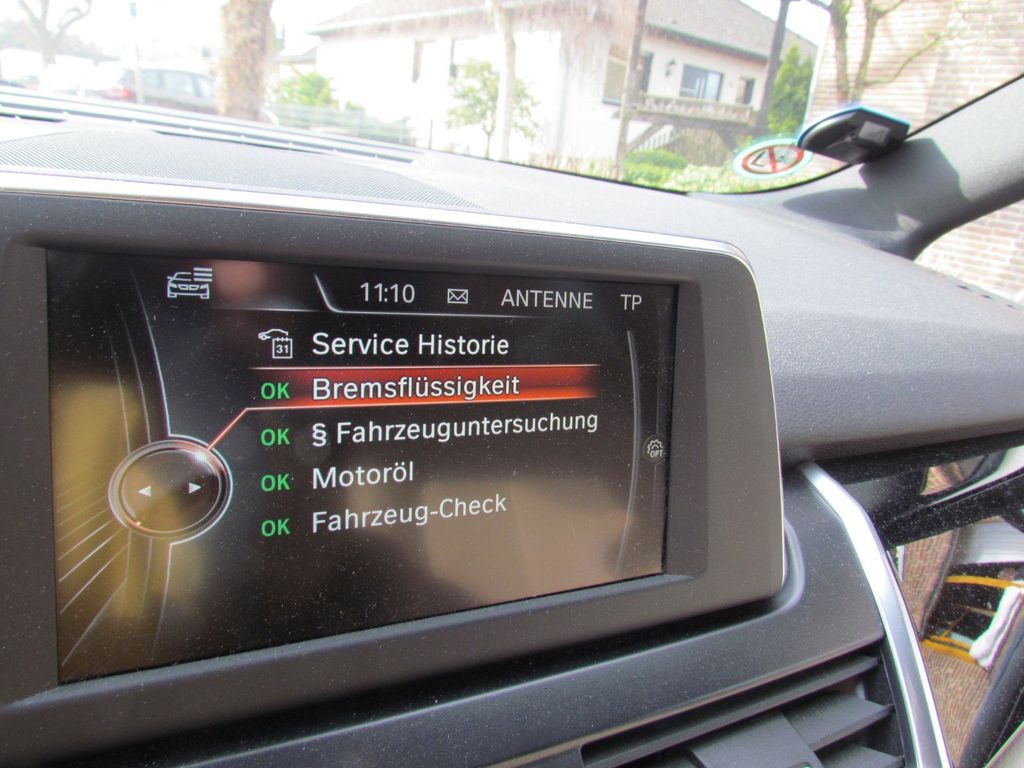 11:10 ANTENNE TP
31 Service Historie
OK Bremsflüssigkeit
OK § Fahrzeuguntersuchung
OPT
OK Motoröl
OK Fahrzeug-Check